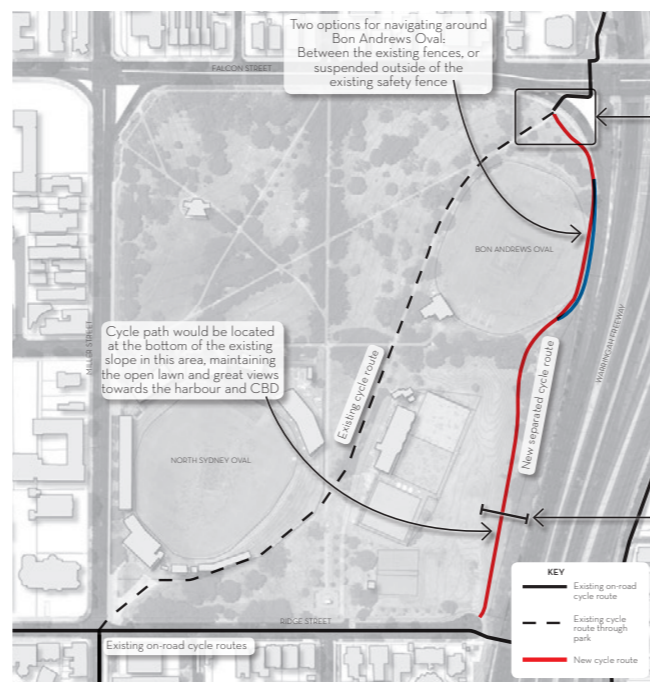 Two options for navigating around
Bon Andrews Oval:
Between the existing fences, or
suspended outside of the
existing safety fence
FALCON STREET
BON ANDREWS OVAL
WARRINGAH FREEWAY
MILLER STREET
Cycle path would be located
at the bottom of the existing
slope in this area, maintaining
the open lawn and great views
towards the harbour and CBD
Existing cycle route
New separated cycle route
NORTH SYDNEY OVAL
KEY
Existing on-road
cycle route
Existing cycle
route through
park
New cycle route
RIDGE STREET
Existing on-road cycle routes